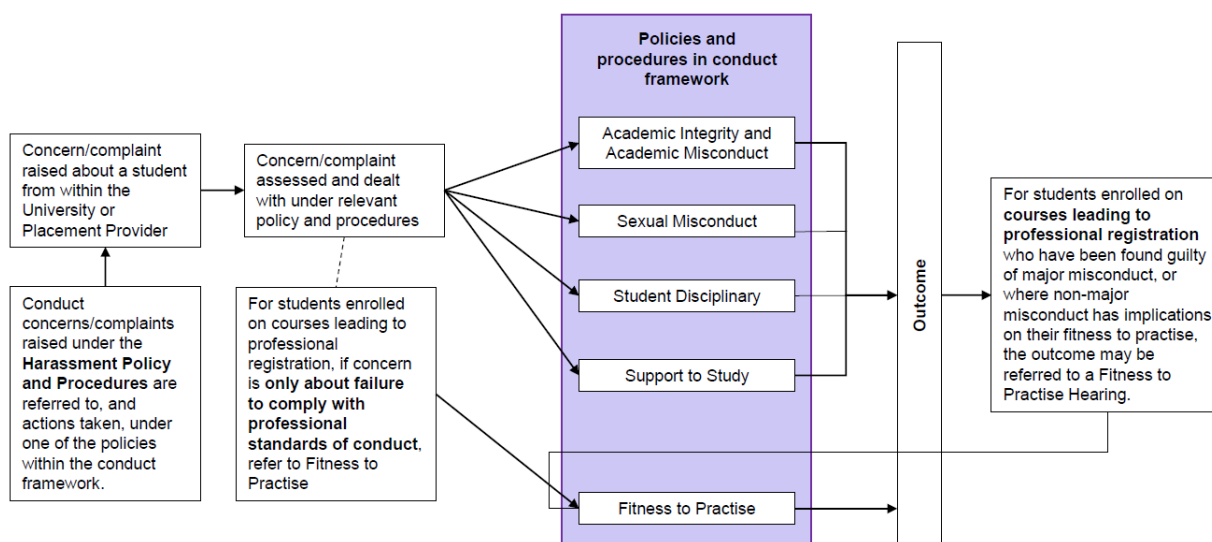 Concern/complaint
raised about a student
from within the
University or
Placement Provider
Conduct
concerns/complaints
raised under the
Harassment Policy
and Procedures are
referred to, and
actions taken, under
one of the policies
within the conduct
framework.
Concern/complaint
assessed and dealt
with under relevant
policy and procedures
For students enrolled
on courses leading to
professional
registration, if concern
is only about failure
to comply with
professional
standards of conduct,
refer to Fitness to
Practise
Policies and
procedures in conduct
framework
Academic Integrity and
Academic Misconduct
Sexual Misconduct
Student Disciplinary
Support to Study
Fitness to Practise
Outcome
For students enrolled on
courses leading to
professional registration
who have been found guilty
of major misconduct, or
where non-major
misconduct has implications
on their fitness to practise,
the outcome may be
referred to a Fitness to
Practise Hearing.